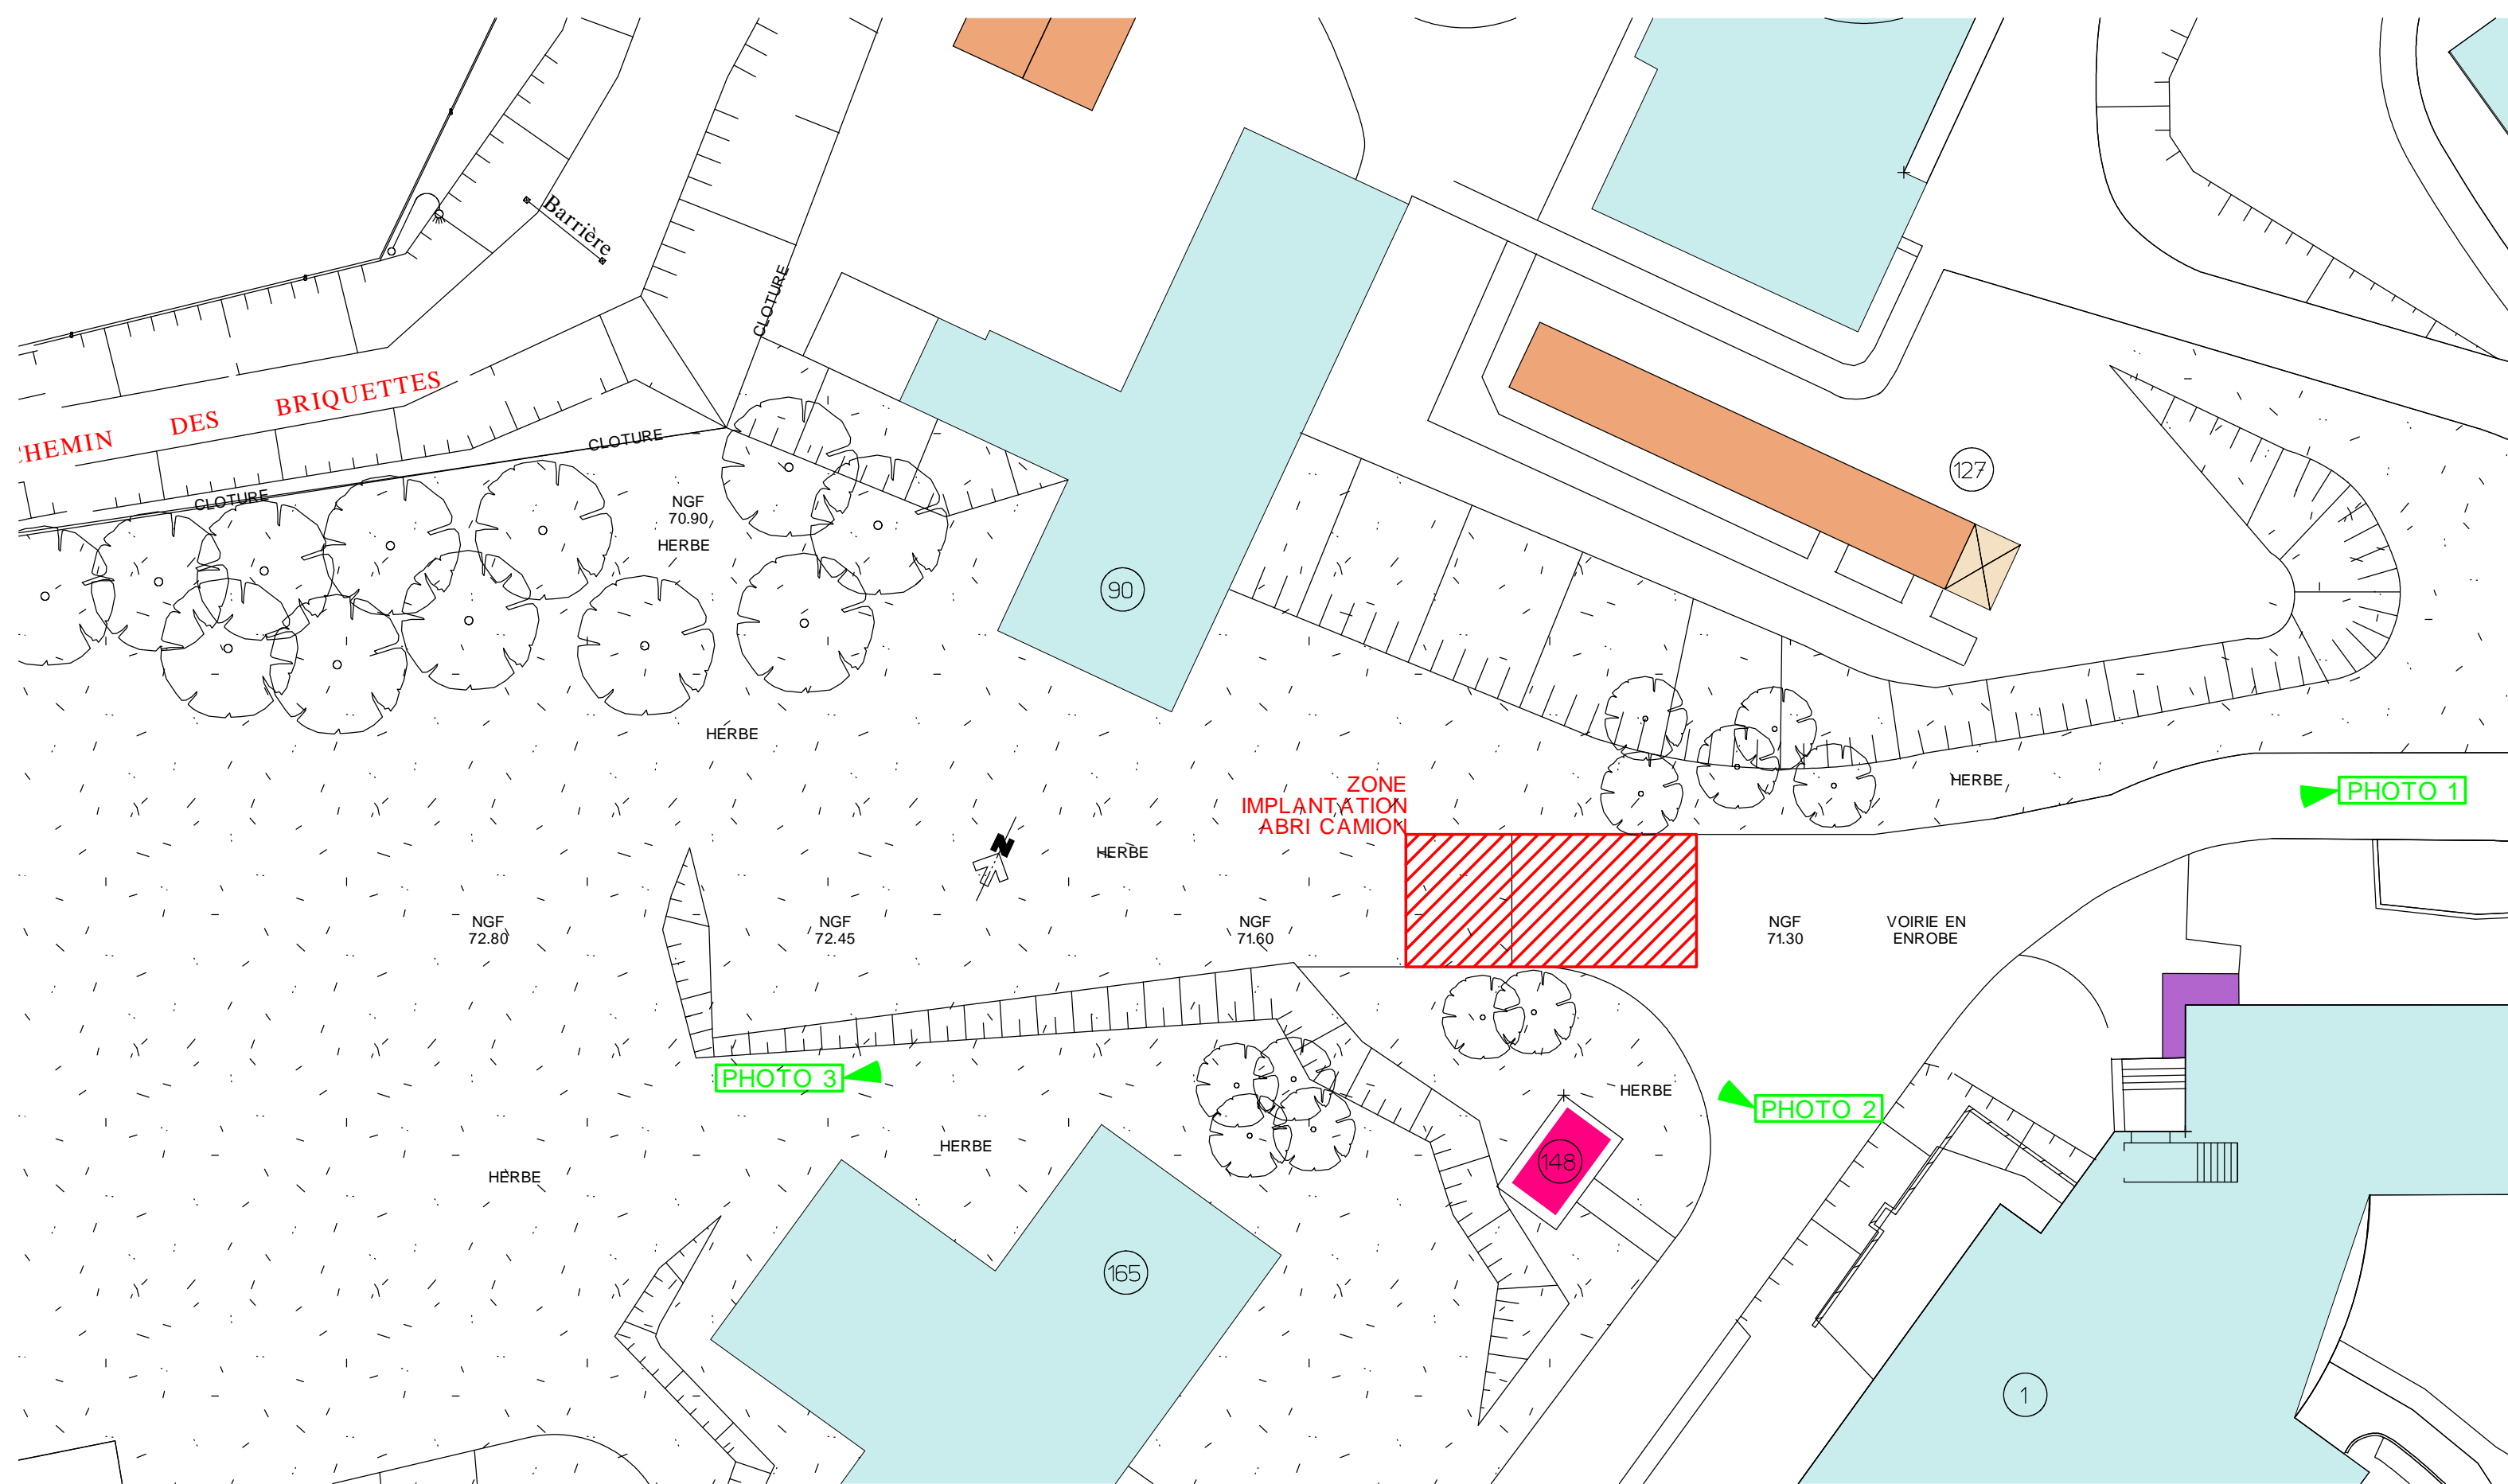 Barrière
CLOTURE
DES BRIQUETTES
CLOTURE
CLOTURE
NGF
70.90
HERBE
127
90
HERBE
ZONE
IMPLANTATION
ABRI CAMION
HERBE
PHOTO 1
N
HERBE
NGF
72.80
NGF
72.45
NGF
71.60
NGF
71.30
VOIRIE EN
ENROBE
PHOTO 3
HERBE
PHOTO 2
HERBE
HERBE
148
165
1